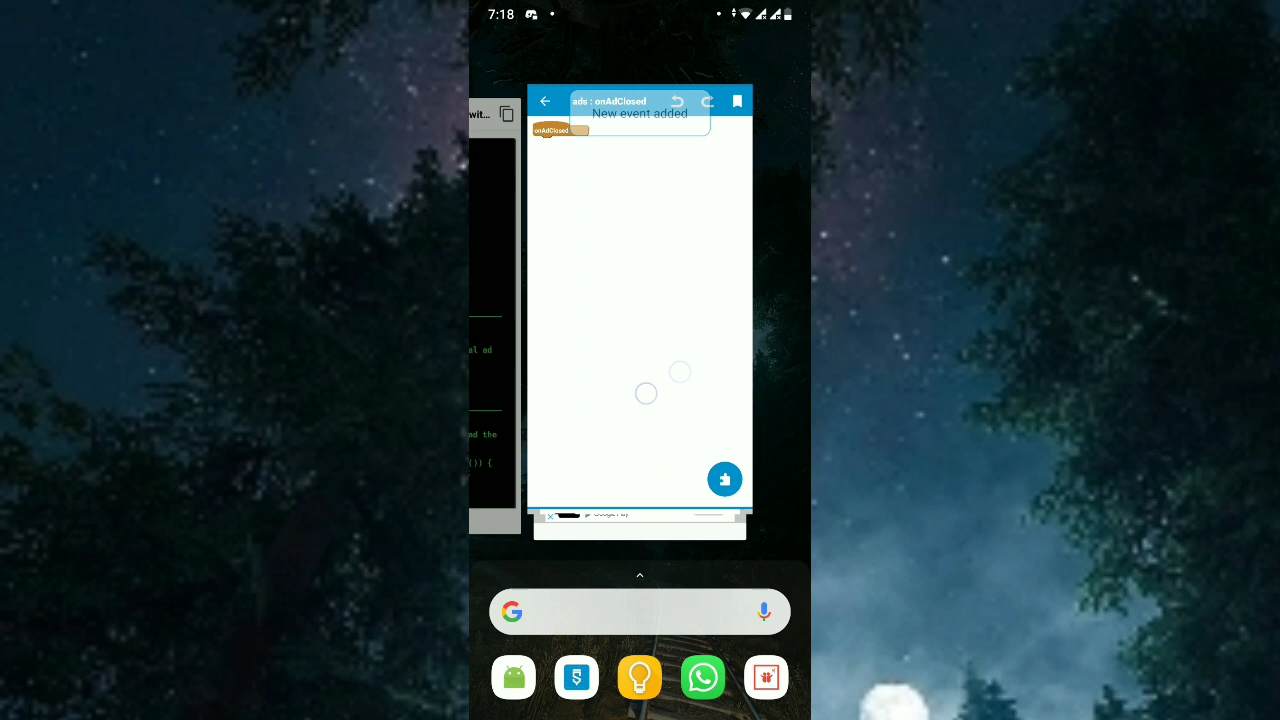 7:18
wit...
ads : onAdClosed
New event added
onAdClosed
al ad
ad the
()) {